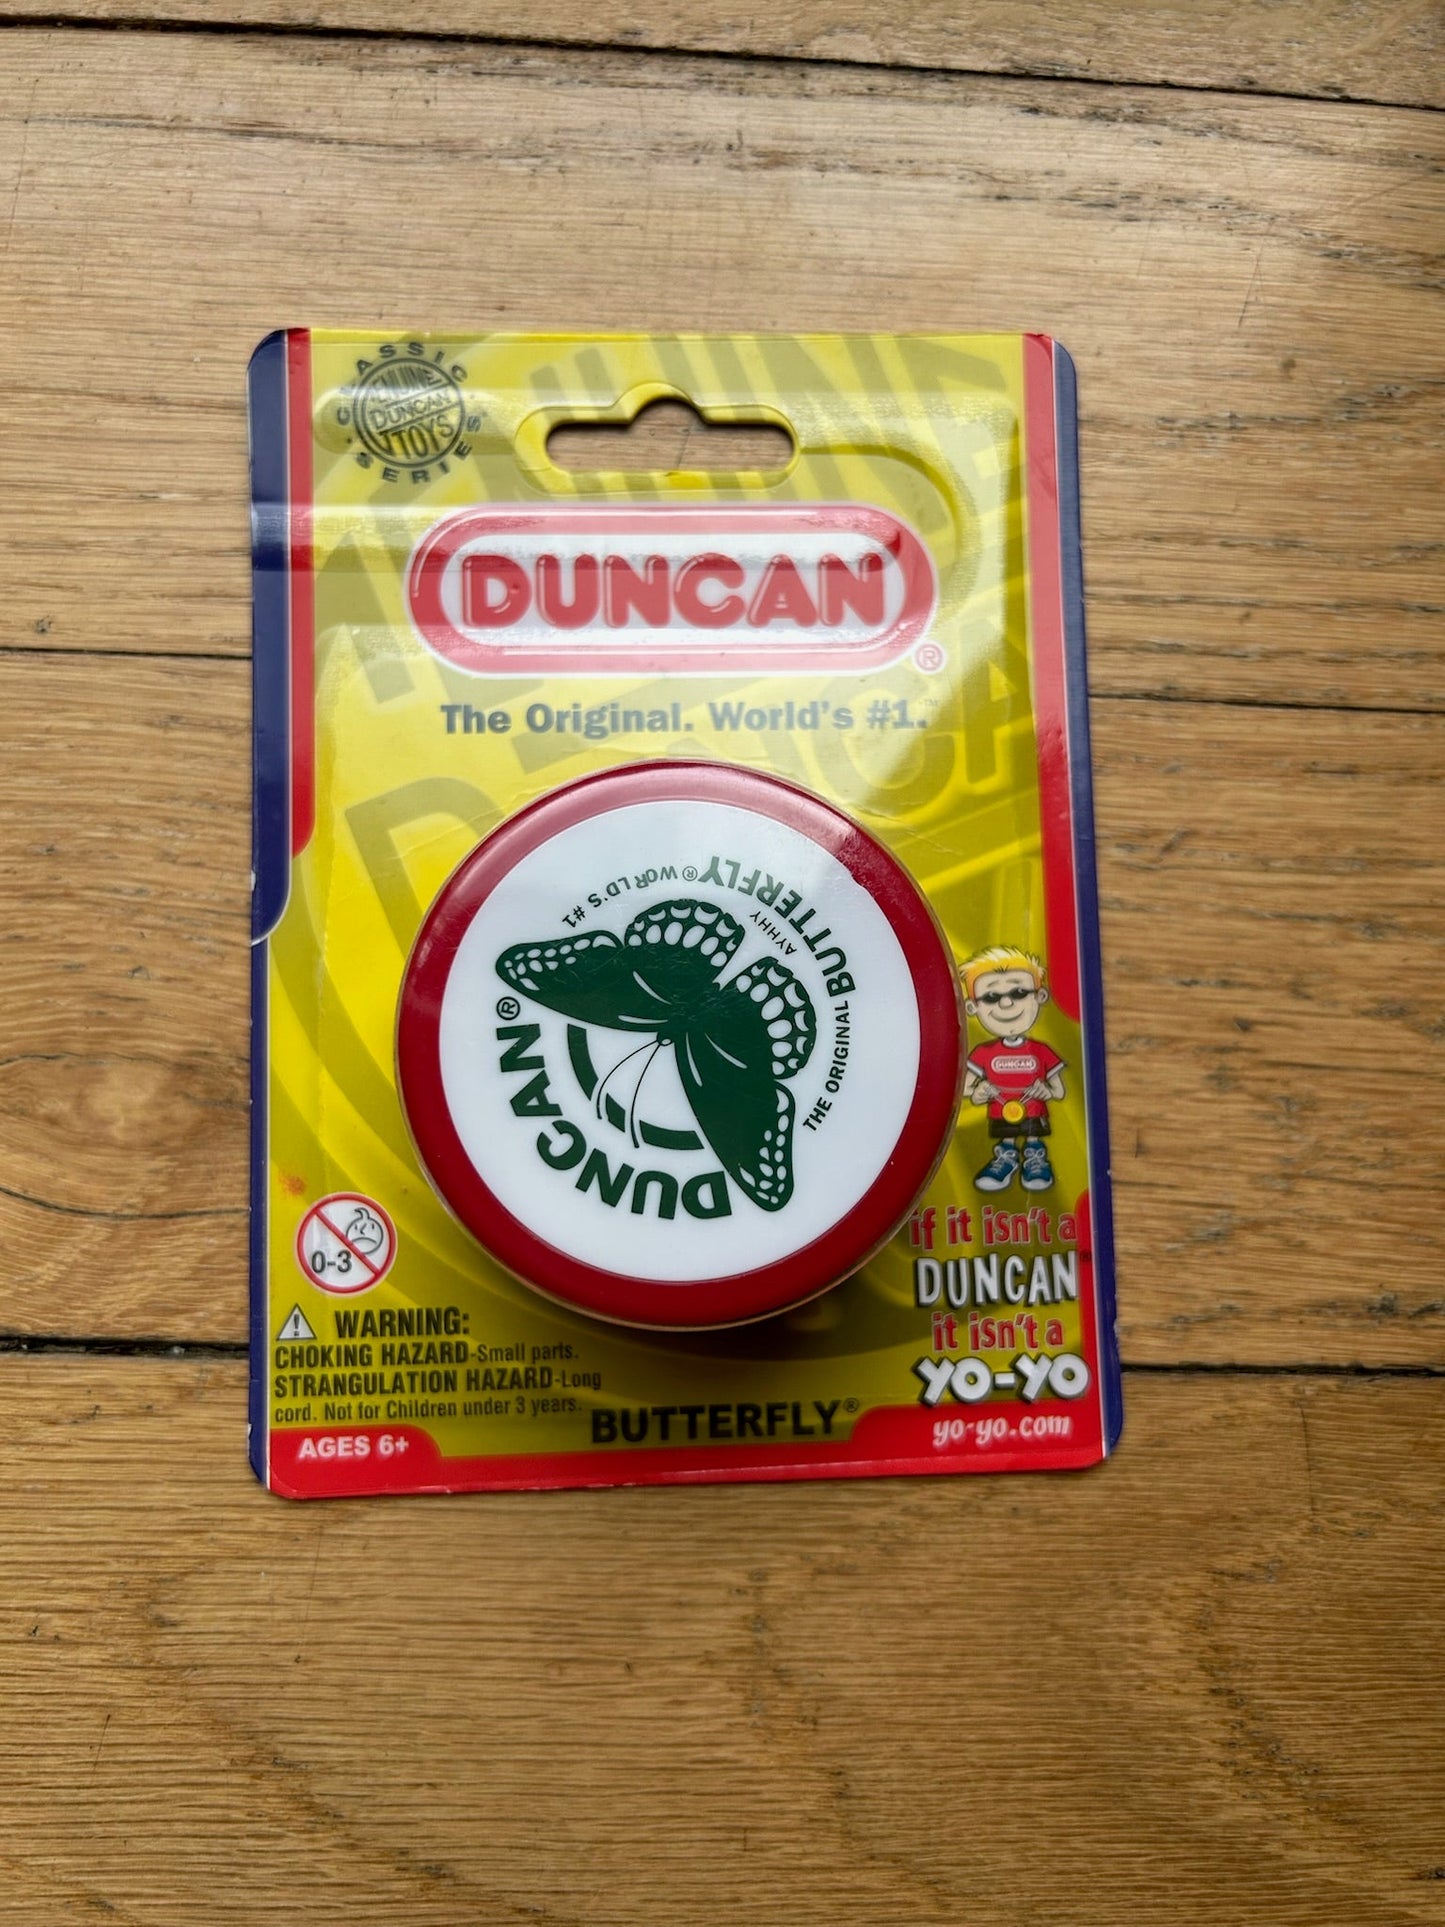 CLASSIC SERIES
GENUINE
DUNCAN
TOYS
DUNCAN®
The Original. World's #1.™
DUNCAN®
WORLD'S #1
BUTTERFLY®
AYHHY
THE ORIGINAL BUTTERFLY
DUNCAN
if it isn't a
DUNCAN®
it isn't a
YO-YO
yo-yo.com
0-3
WARNING:
CHOKING HAZARD-Small parts.
STRANGULATION HAZARD-Long
cord. Not for Children under 3 years.
BUTTERFLY®
AGES 6+